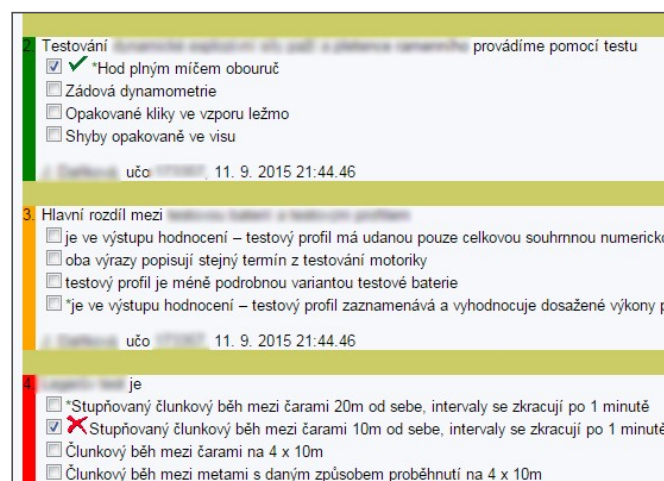 2. Testování provádíme pomocí testu
*Hod plným míčem obouruč
Zádová dynamometrie
Opakované kliky ve vzporu ležmo
Shyby opakovaně ve visu
učo , 11. 9. 2015 21:44.46
3. Hlavní rozdíl mezi
je ve výstupu hodnocení – testový profil má udanou pouze celkovou souhrnnou
oba výrazy popisují stejný termín z testování motoriky
testový profil je méně podrobnou variantou testové baterie
*je ve výstupu hodnocení – testový profil zaznamenává a vyhodnocuje dosažené výkony
učo , 11. 9. 2015 21:44.46
4. je
*Stupňovaný člunkový běh mezi čarami 20m od sebe, intervaly se zkracují po 1 minutě
Stupňovaný člunkový běh mezi čarami 10m od sebe, intervaly se zkracují po 1 minutě
Člunkový běh mezi čarami na 4 x 10m
Člunkový běh mezi metami s daným způsobem proběhnutí na 4 x 10m